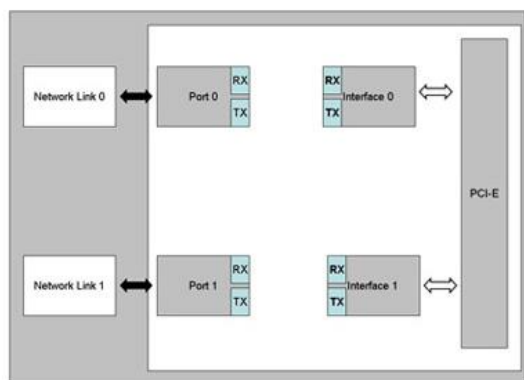 RX
RX
Network Link 0
Port 0
Interface 0
TX
TX
PCI-E
RX
RX
Network Link 1
Port 1
Interface 1
TX
TX